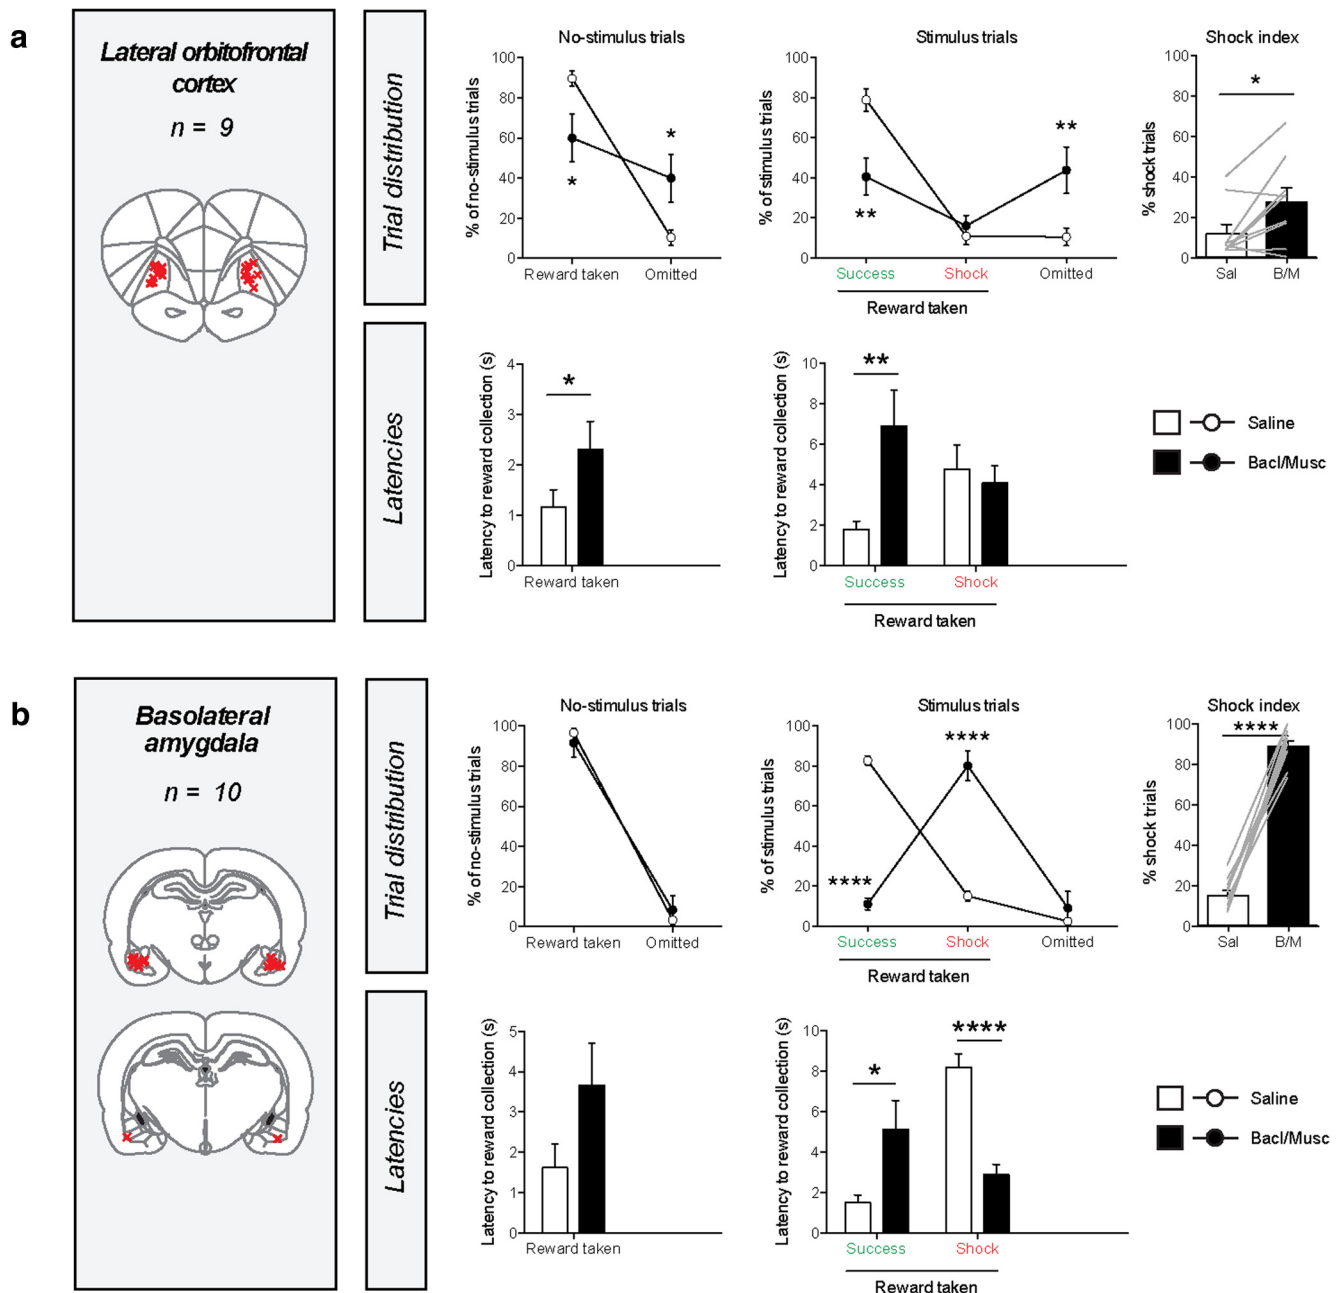 a
Lateral orbitofrontal
cortex
n = 9
Trial distribution
Latencies
No-stimulus trials
% of no-stimulus trials
100
80
60
40
20
0
*
*
Reward taken
Omitted
Stimulus trials
% of stimulus trials
100
80
60
40
20
0
**
**
Success
Shock
Omitted
Reward taken
Shock index
% shock trials
100
80
60
40
20
0
*
Sal
B/M
Latency to reward collection (s)
4
3
2
1
0
*
Reward taken
Latency to reward collection (s)
10
8
6
4
2
0
**
Success
Shock
Reward taken
Saline
Bacl/Musc
b
Basolateral
amygdala
n = 10
Trial distribution
Latencies
No-stimulus trials
% of no-stimulus trials
100
80
60
40
20
0
Reward taken
Omitted
Stimulus trials
% of stimulus trials
100
80
60
40
20
0
****
****
Success
Shock
Omitted
Reward taken
Shock index
% shock trials
100
80
60
40
20
0
****
Sal
B/M
Latency to reward collection (s)
5
4
3
2
1
0
Reward taken
Latency to reward collection (s)
10
8
6
4
2
0
*
****
Success
Shock
Reward taken
Saline
Bacl/Musc